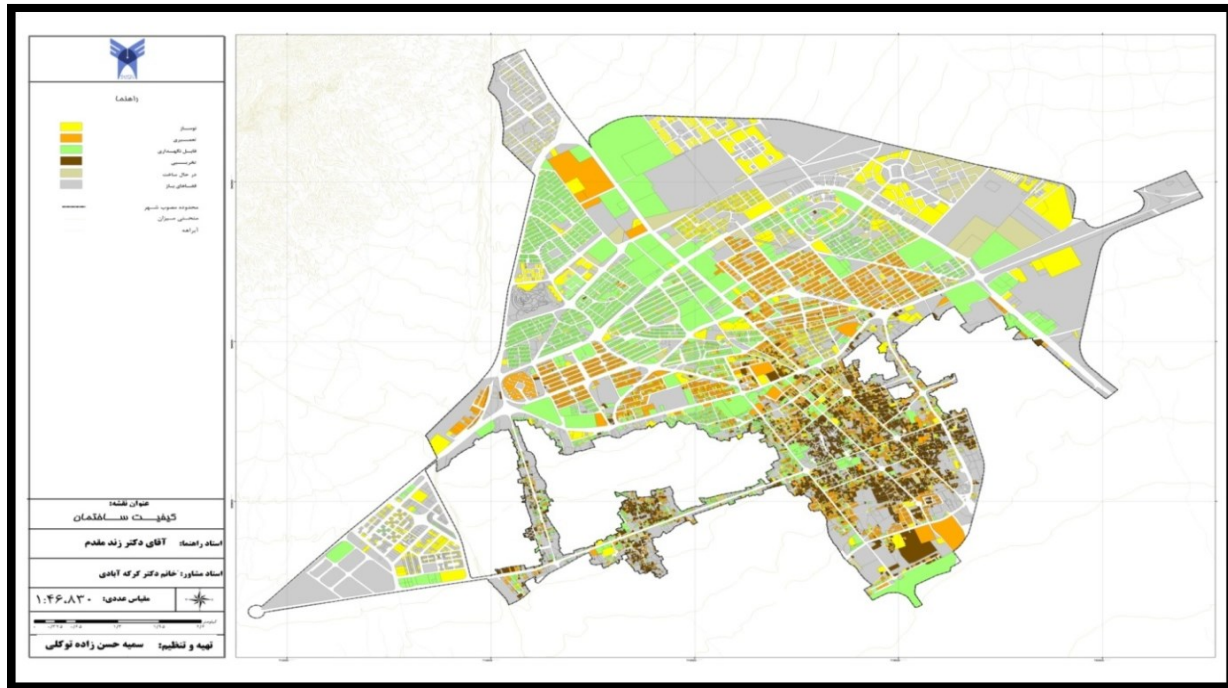 راهنما
نوساز
تعمیری
قابل نگهداری
تخریبی
در حال ساخت
فضاهای باز
محدوده مصوب شهر
منحنی میزان
آبراهه
عنوان نقشه:
کیفیت ساختمان
استاد راهنما: آقای دکتر زند مقدم
استاد مشاور: خانم دکتر کرکه آبادی
مقیاس عددی: ۱:۴۶,۸۳۰
تهیه و تنظیم: سمیه حسن زاده توکلی